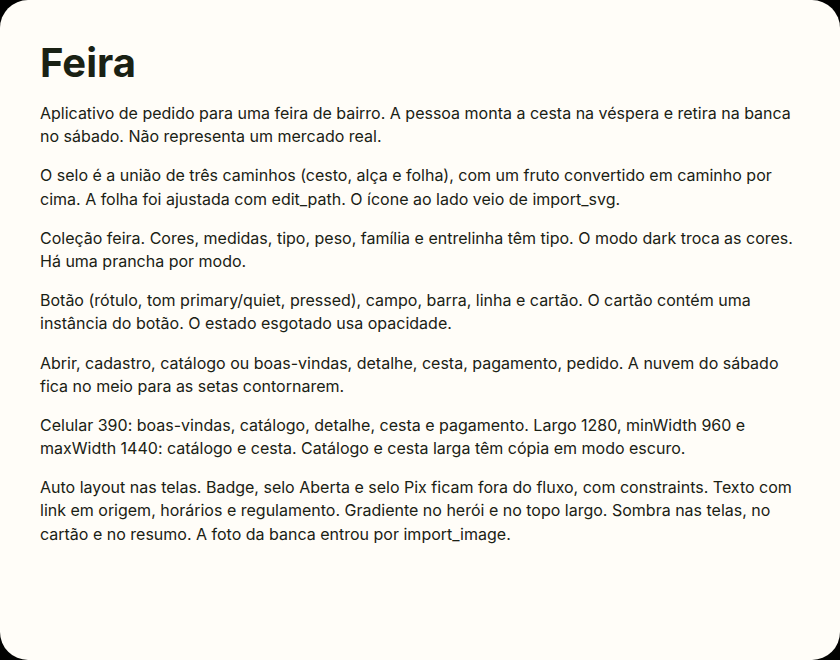 Feira
Aplicativo de pedido para uma feira de bairro. A pessoa monta a cesta na véspera e retira na banca
no sábado. Não representa um mercado real.
O selo é a união de três caminhos (cesto, alça e folha), com um fruto convertido em caminho por
cima. A folha foi ajustada com edit_path. O ícone ao lado veio de import_svg.
Coleção feira. Cores, medidas, tipo, peso, família e entrelinha têm tipo. O modo dark troca as cores.
Há uma prancha por modo.
Botão (rótulo, tom primary/quiet, pressed), campo, barra, linha e cartão. O cartão contém uma
instância do botão. O estado esgotado usa opacidade.
Abrir, cadastro, catálogo ou boas-vindas, detalhe, cesta, pagamento, pedido. A nuvem do sábado
fica no meio para as setas contornarem.
Celular 390: boas-vindas, catálogo, detalhe, cesta e pagamento. Largo 1280, minWidth 960 e
maxWidth 1440: catálogo e cesta. Catálogo e cesta larga têm cópia em modo escuro.
Auto layout nas telas. Badge, selo Aberta e selo Pix ficam fora do fluxo, com constraints. Texto com
link em origem, horários e regulamento. Gradiente no herói e no topo largo. Sombra nas telas, no
cartão e no resumo. A foto da banca entrou por import_image.